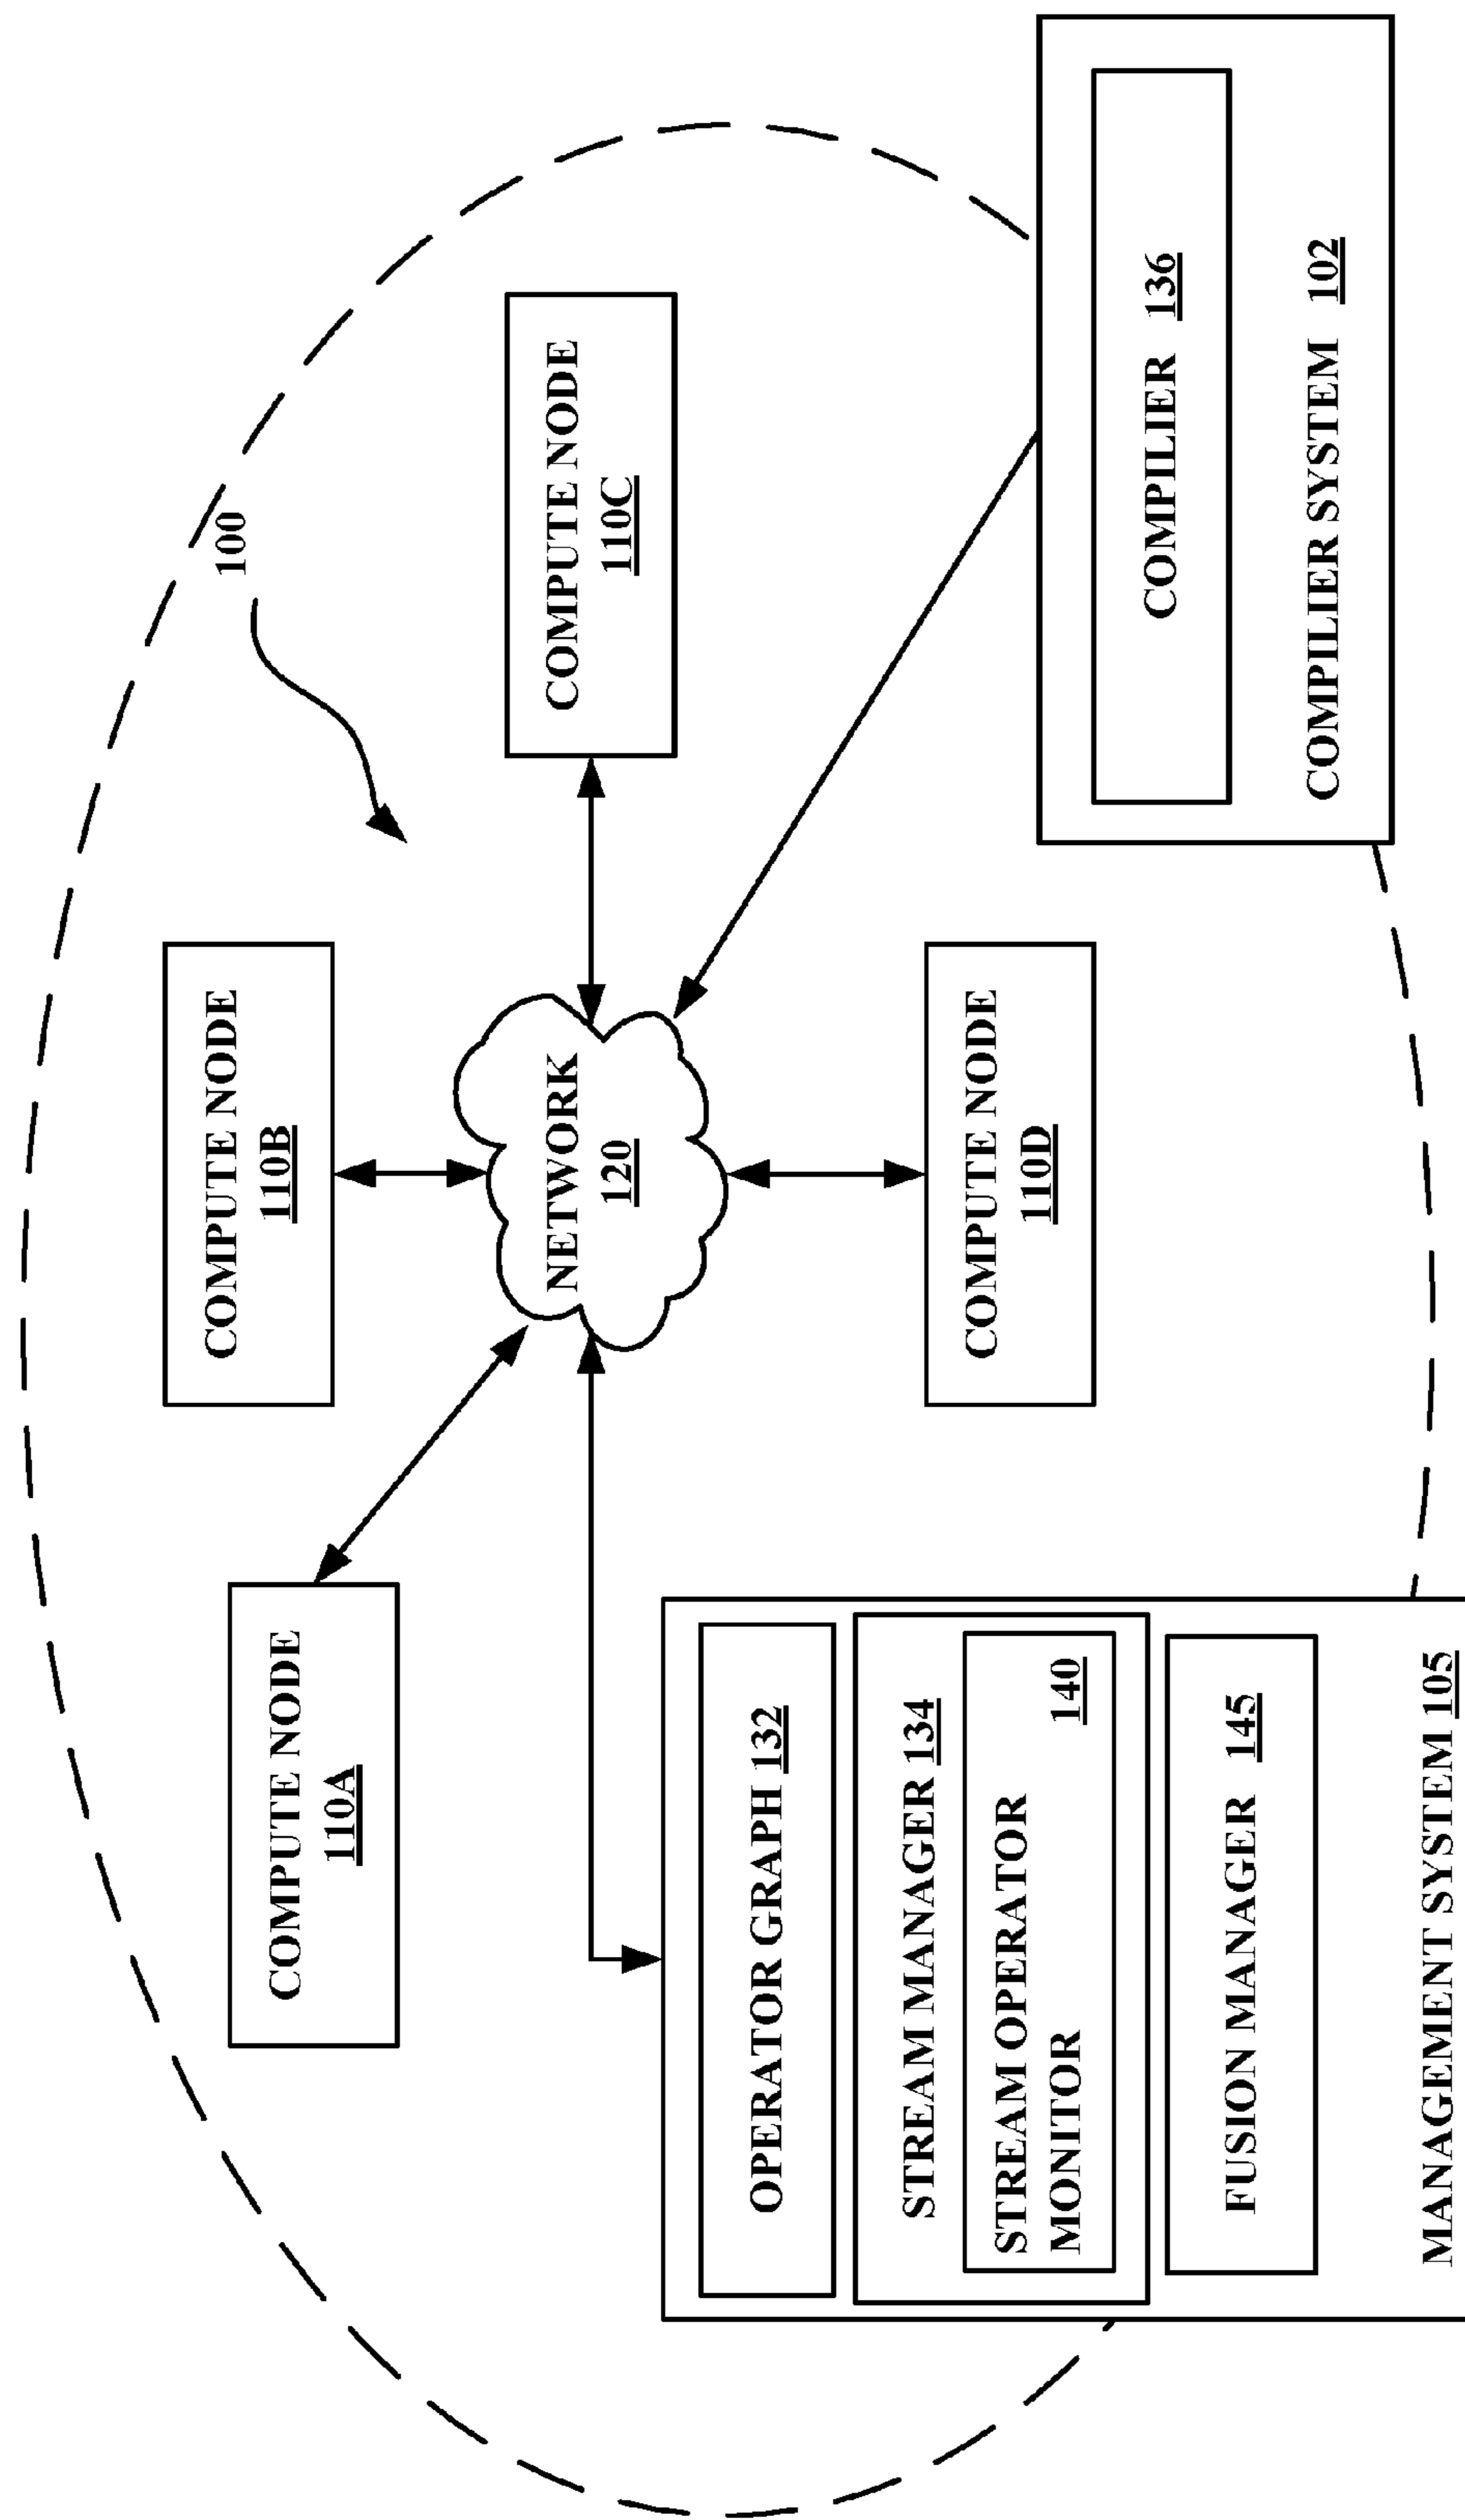 100
COMPUTE NODE
110B
COMPUTE NODE
110A
COMPUTE NODE
110C
NETWORK
120
OPERATOR GRAPH 132
STREAM MANAGER 134
STREAM OPERATOR
MONITOR 140
FUSION MANAGER 145
MANAGEMENT SYSTEM 105
COMPUTE NODE
110D
COMPILIER 136
COMPILIER SYSTEM 102